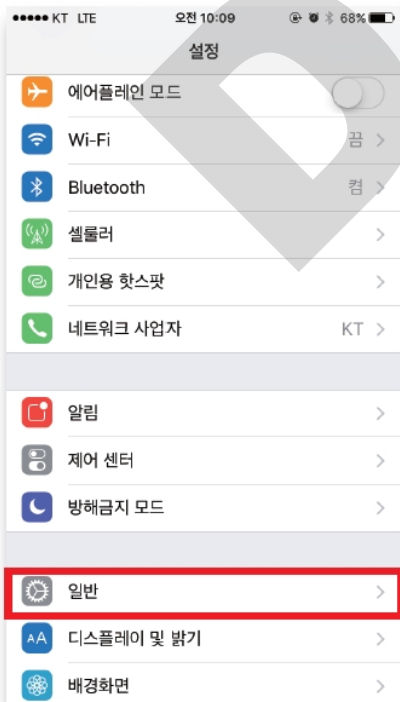 KT LTE 오전 10:09 68%
설정
에어플레인 모드
Wi-Fi 끔
Bluetooth 켬
셀룰러
개인용 핫스팟
네트워크 사업자 KT
알림
제어 센터
방해금지 모드
일반
AA 디스플레이 및 밝기
배경화면